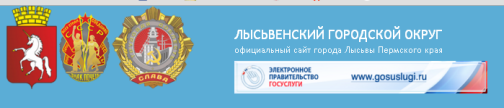 ЛЫСЬВЕНСКИЙ ГОРОДСКОЙ ОКРУГ
официальный сайт города Лысьвы Пермского края
ЭЛЕКТРОННОЕ
ПРАВИТЕЛЬСТВО
ГОСУСЛУГИ
www.gosuslugi.ru
СЛАВА